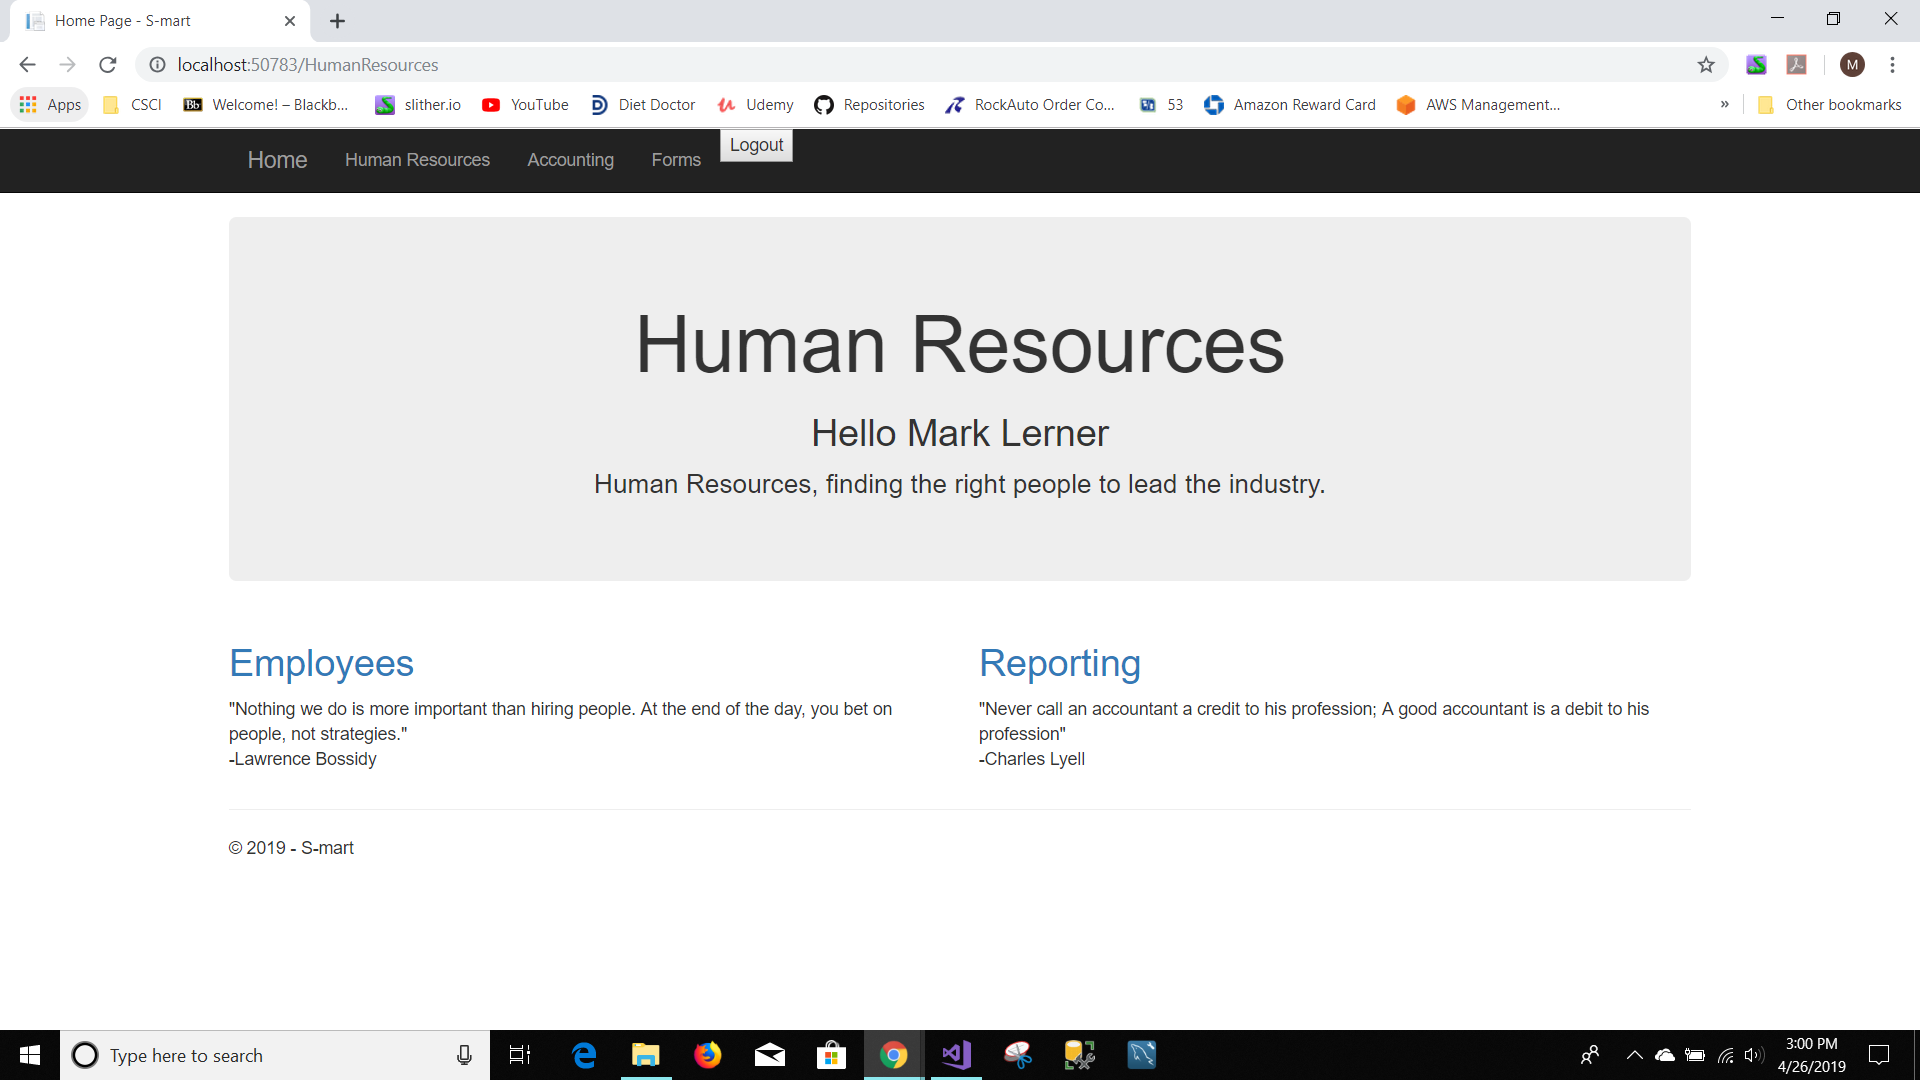 Home Page - S-mart
localhost:50783/HumanResources
M
Apps CSCI Bb Welcome! – Blackb... slither.io YouTube Diet Doctor Udemy Repositories RockAuto Order Co... 53 Amazon Reward Card AWS Management... » Other bookmarks
Home Human Resources Accounting Forms Logout
Human Resources
Hello Mark Lerner
Human Resources, finding the right people to lead the industry.
Employees
"Nothing we do is more important than hiring people. At the end of the day, you bet on
people, not strategies."
-Lawrence Bossidy
Reporting
"Never call an accountant a credit to his profession; A good accountant is a debit to his
profession"
-Charles Lyell
© 2019 - S-mart
Type here to search
3:00 PM
4/26/2019